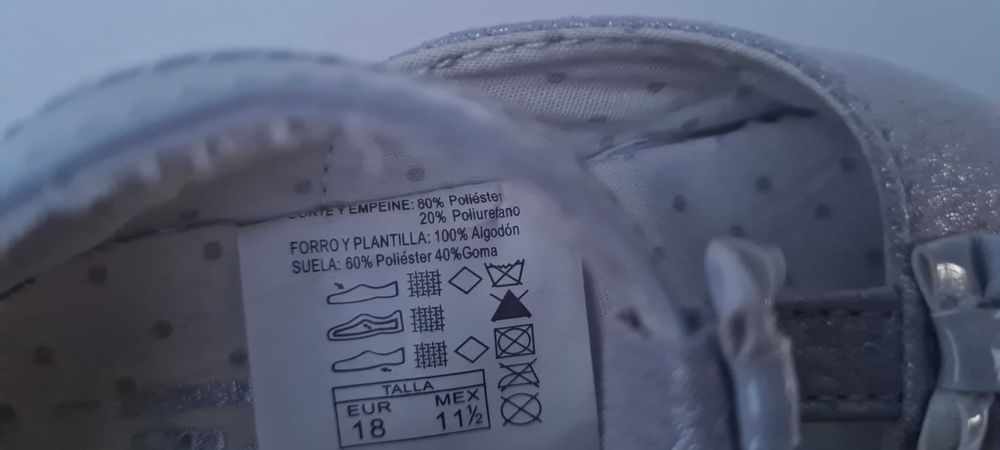 CORTE Y EMPEINE: 80% Poliéster
20% Poliuretano
FORRO Y PLANTILLA: 100% Algodón
SUELA: 60% Poliéster 40%Goma
TALLA
EUR MEX
18 11½